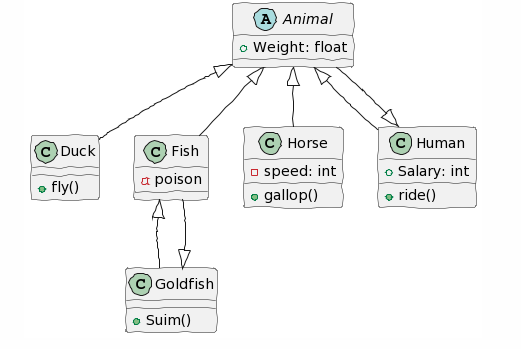 A Animal
Weight: float
C Duck
fly()
C Fish
poison
C Horse
speed: int
gallop()
C Human
Salary: int
ride()
C Goldfish
Suim()